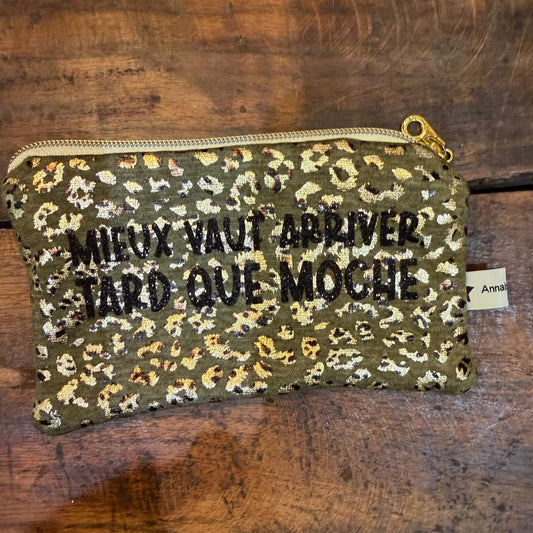 MIEUX VAUT ARRIVER
TARD QUE MOCHE